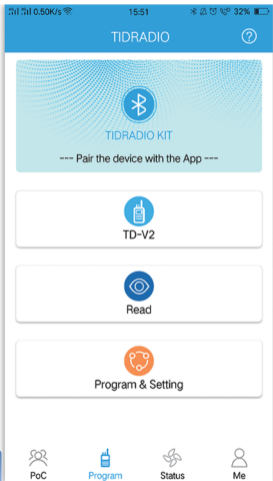 0.50K/s 15:51 32%
TIDRADIO
TIDRADIO KIT
--- Pair the device with the App ---
TD-V2
Read
Program & Setting
PoC Program Status Me